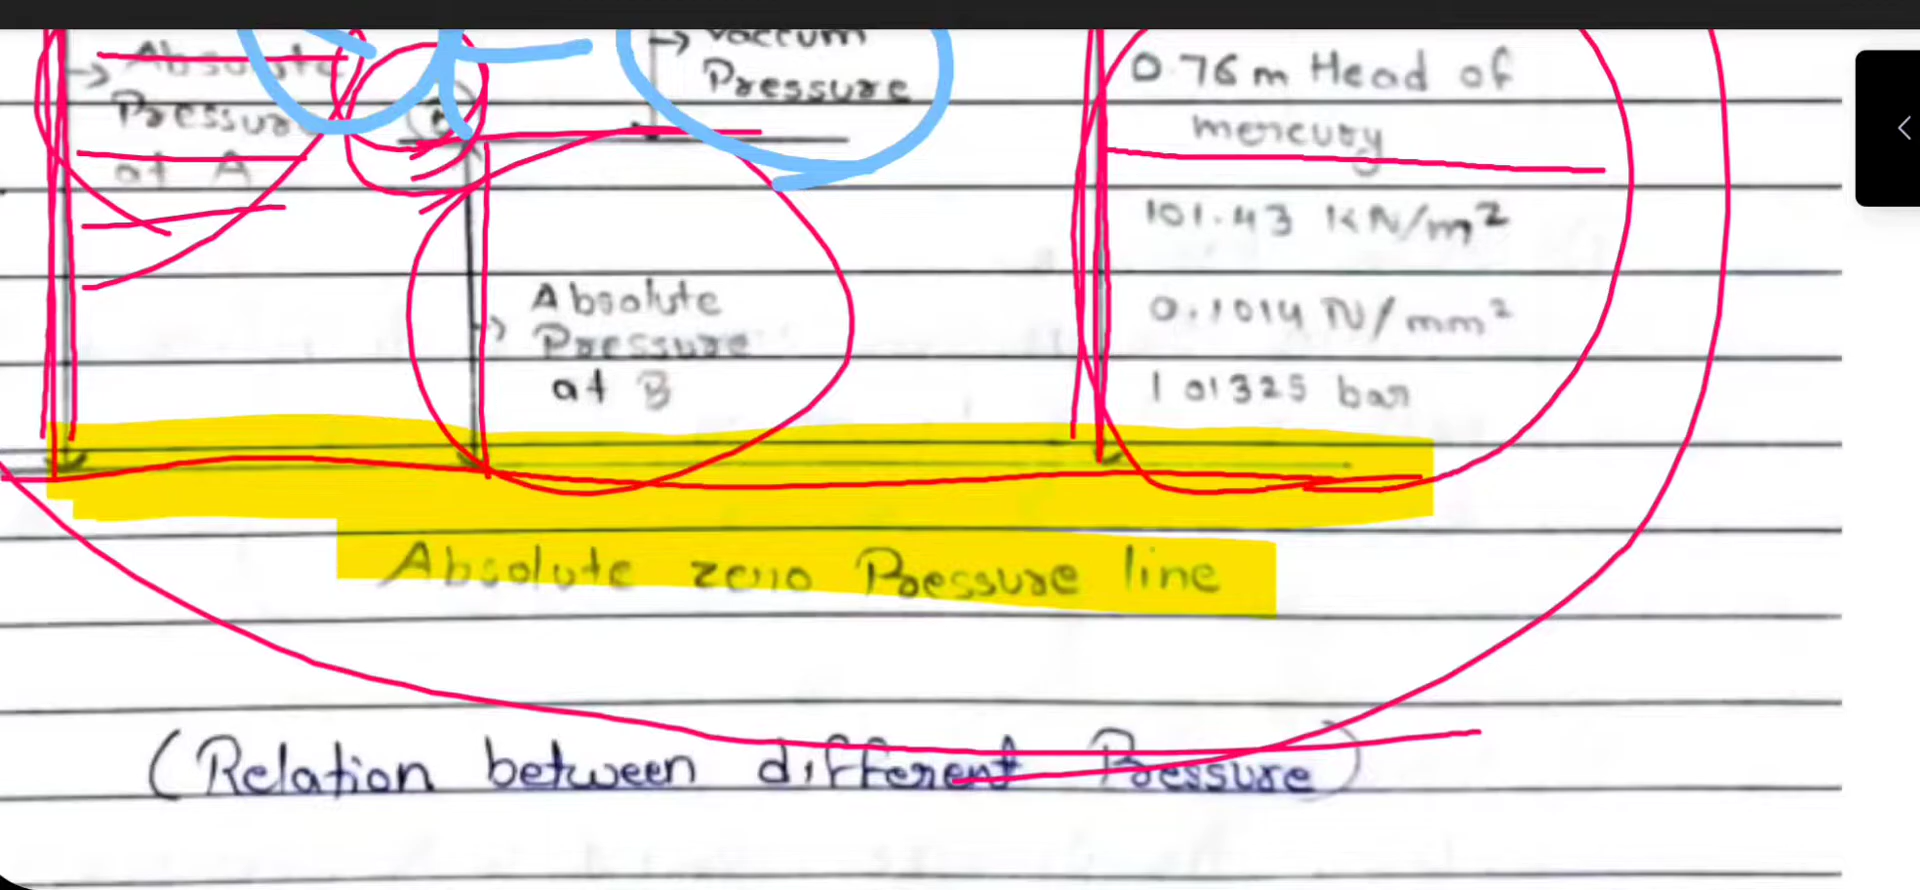 → Absolute
Pressure
at A
B
→ Vaccum
Pressure
0.76 m Head of
mercury
101.43 KN/m²
0.1014 N/mm²
1 01325 bar
→ Absolute
Pressure
at B
Absolute zero Pressure line
(Relation between different Pressure)